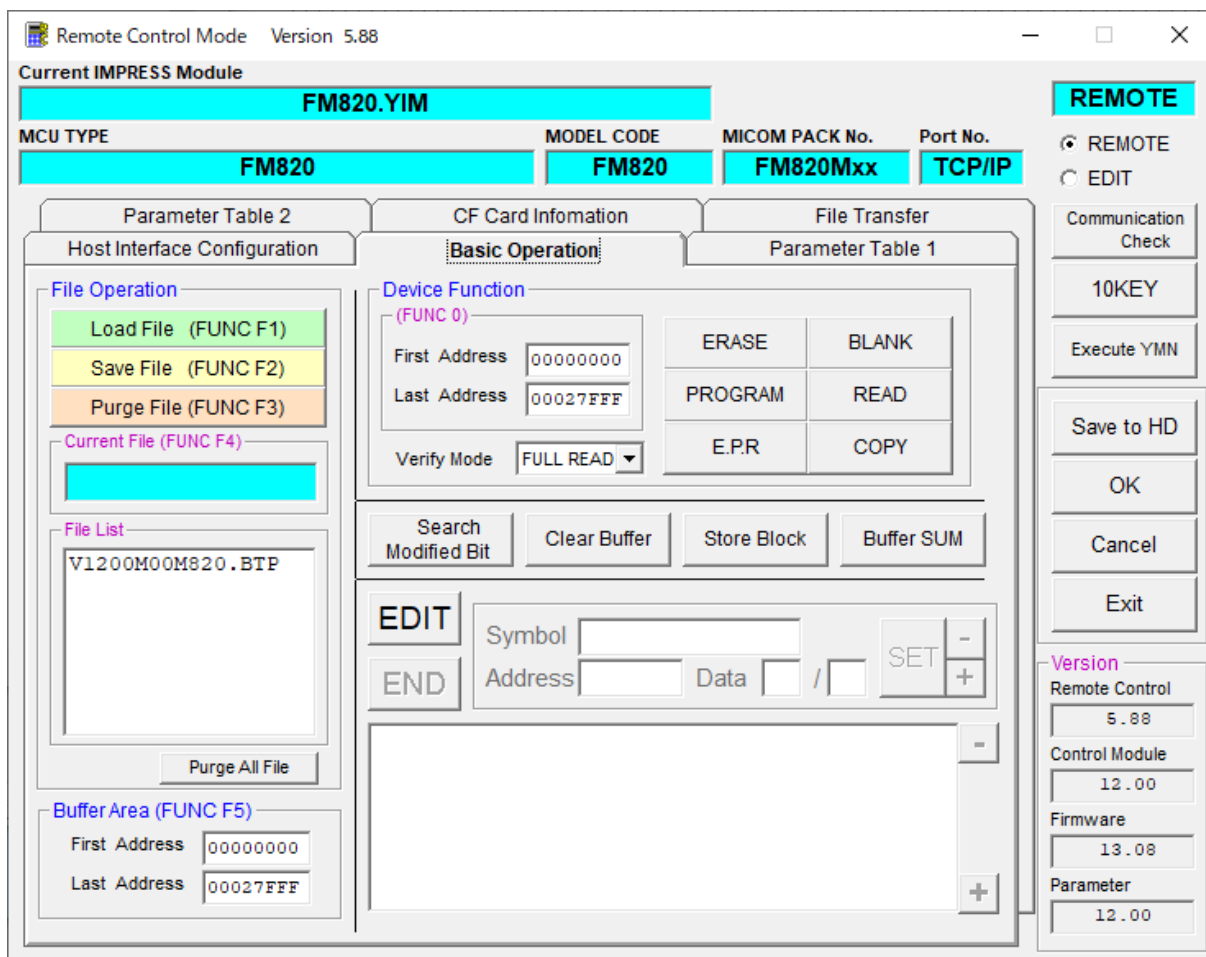 Remote Control Mode Version 5.88
Current IMPRESS Module
FM820.YIM
REMOTE
MCU TYPE
MODEL CODE
MICOM PACK No.
Port No.
FM820
FM820
FM820Mxx
TCP/IP
REMOTE
EDIT
Parameter Table 2
CF Card Infomation
File Transfer
Host Interface Configuration
Basic Operation
Parameter Table 1
Communication
Check
10KEY
Execute YMN
File Operation
Load File (FUNC F1)
Save File (FUNC F2)
Purge File (FUNC F3)
Current File (FUNC F4)
File List
V1200M00M820.BTP
Purge All File
Buffer Area (FUNC F5)
First Address 00000000
Last Address 00027FFF
Device Function
(FUNC 0)
First Address 00000000
Last Address 00027FFF
Verify Mode FULL READ
ERASE
BLANK
PROGRAM
READ
E.P.R
COPY
Search
Modified Bit
Clear Buffer
Store Block
Buffer SUM
EDIT
END
Symbol
Address
Data /
SET
-
+
-
+
Save to HD
OK
Cancel
Exit
Version
Remote Control
5.88
Control Module
12.00
Firmware
13.08
Parameter
12.00